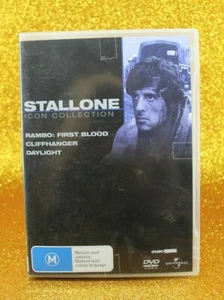 STALLONE
ICON COLLECTION
RAMBO: FIRST BLOOD
CLIFFHANGER
DAYLIGHT
M
DVD
UNIVERSAL